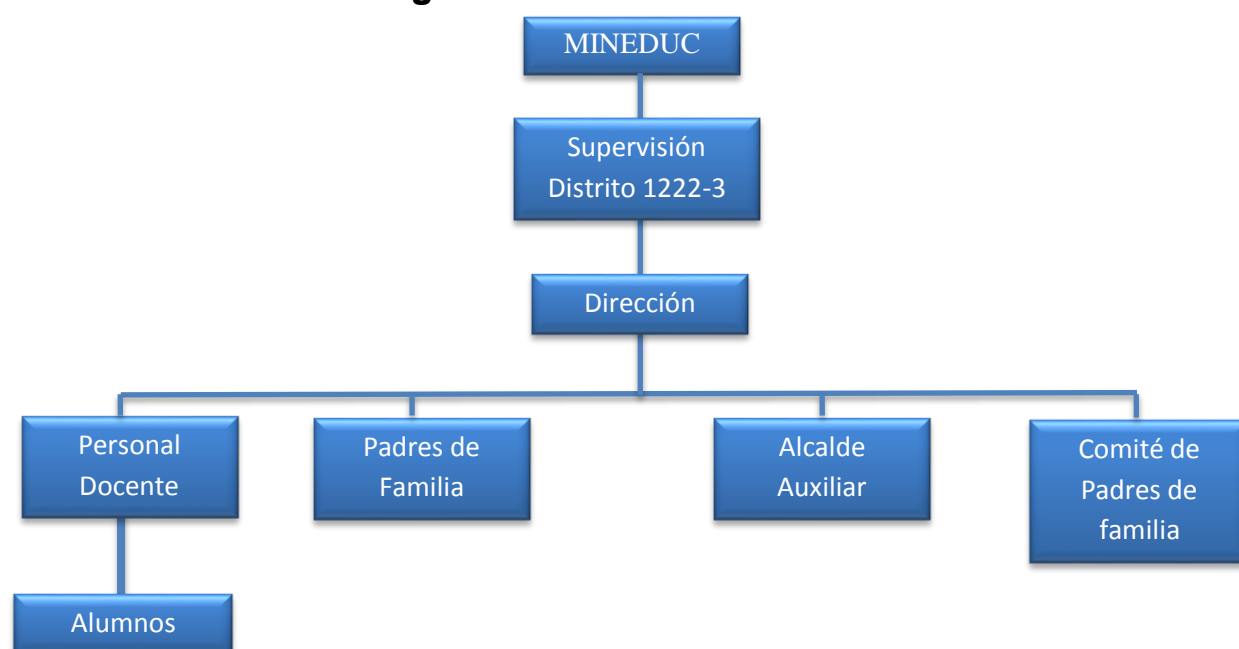 MINEDUC
Supervisión
Distrito 1222-3
Dirección
Personal
Docente
Padres de
Familia
Alcalde
Auxiliar
Comité de
Padres de
familia
Alumnos